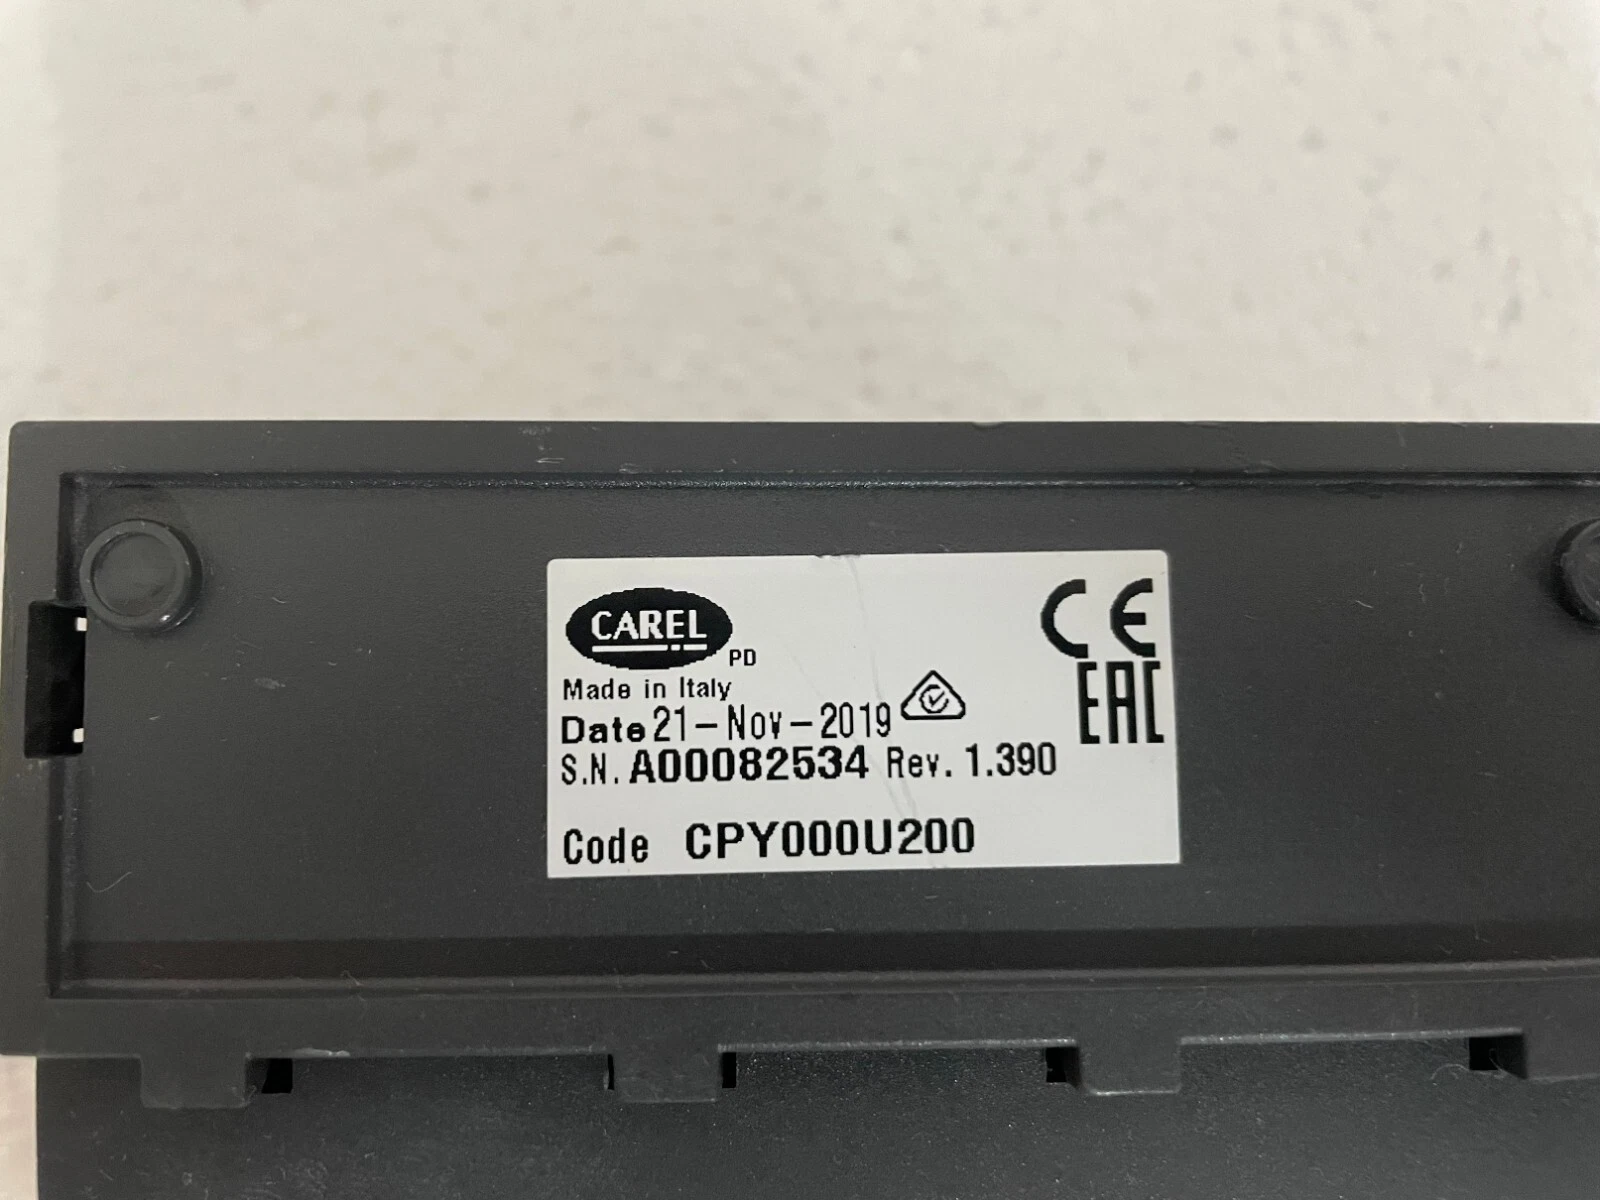 CAREL
PD
CE
Made in Italy
EAC
Date 21-Nov-2019
S.N. A00082534 Rev. 1.390
Code CPY000U200